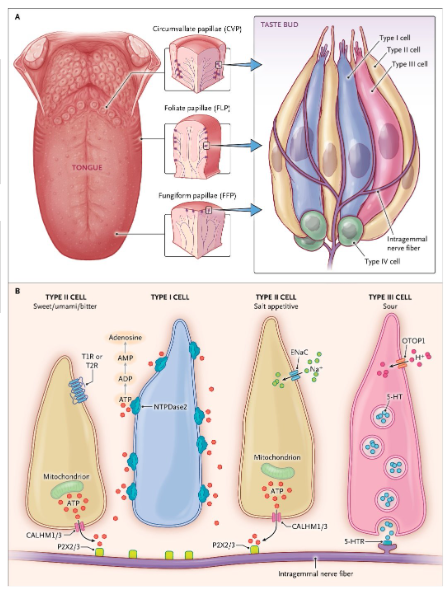 A
Circumvallate papillae (CVP)
TASTE BUD
Type I cell
Type II cell
Type III cell
Foliate papillae (FLP)
TONGUE
Fungiform papillae (FFP)
Intragemmal
nerve fiber
Type IV cell
B
TYPE II CELL
Sweet/umami/bitter
TYPE I CELL
TYPE II CELL
Salt appetitive
TYPE III CELL
Sour
Adenosine
AMP
ADP
ATP
T1R or
T2R
NTPDase2
ENaC
Na+
OTOP1
H+
5-HT
Mitochondrion
ATP
Mitochondrion
ATP
CALHM1/3
CALHM1/3
P2X2/3
P2X2/3
5-HTR
Intragemmal nerve fiber